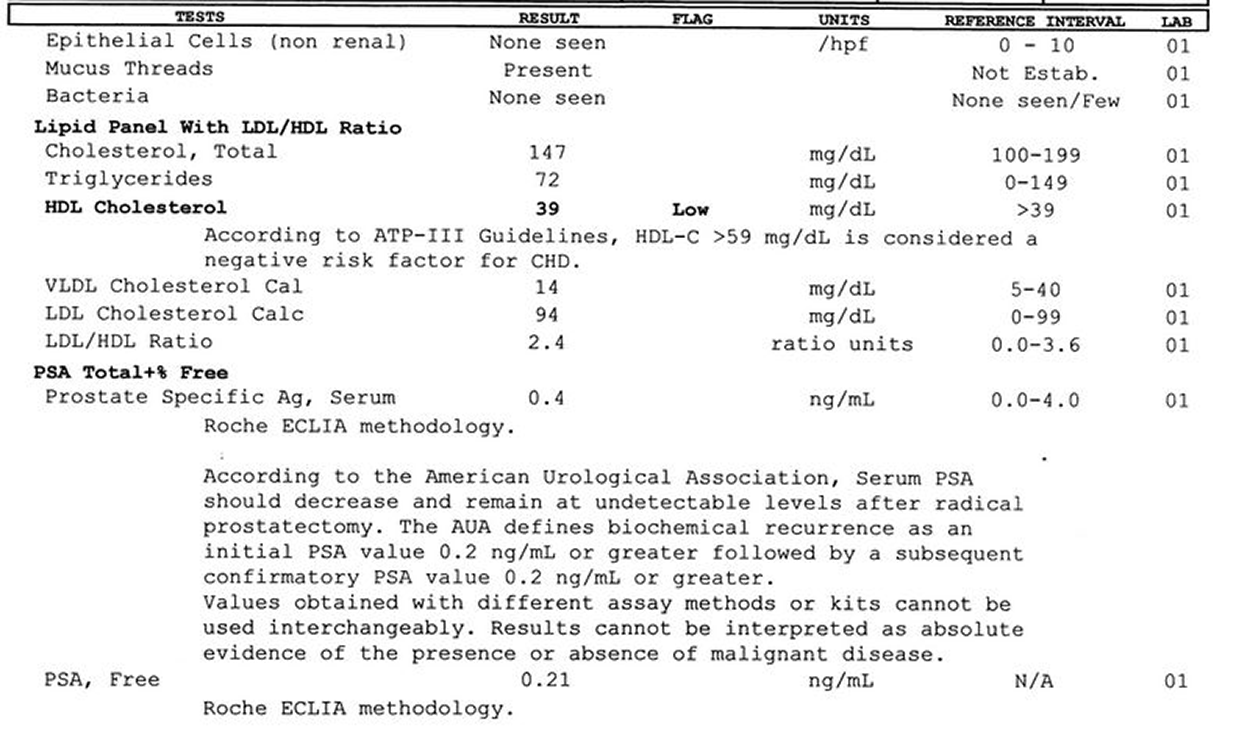 TESTS RESULT FLAG UNITS REFERENCE INTERVAL LAB
Epithelial Cells (non renal) None seen /hpf 0 - 10 01
Mucus Threads Present Not Estab. 01
Bacteria None seen None seen/Few 01
Lipid Panel With LDL/HDL Ratio
Cholesterol, Total 147 mg/dL 100-199 01
Triglycerides 72 mg/dL 0-149 01
HDL Cholesterol 39 Low mg/dL >39 01
According to ATP-III Guidelines, HDL-C >59 mg/dL is considered a
negative risk factor for CHD.
VLDL Cholesterol Cal 14 mg/dL 5-40 01
LDL Cholesterol Calc 94 mg/dL 0-99 01
LDL/HDL Ratio 2.4 ratio units 0.0-3.6 01
PSA Total+% Free
Prostate Specific Ag, Serum 0.4 ng/mL 0.0-4.0 01
Roche ECLIA methodology.
According to the American Urological Association, Serum PSA
should decrease and remain at undetectable levels after radical
prostatectomy. The AUA defines biochemical recurrence as an
initial PSA value 0.2 ng/mL or greater followed by a subsequent
confirmatory PSA value 0.2 ng/mL or greater.
Values obtained with different assay methods or kits cannot be
used interchangeably. Results cannot be interpreted as absolute
evidence of the presence or absence of malignant disease.
PSA, Free 0.21 ng/mL N/A 01
Roche ECLIA methodology.